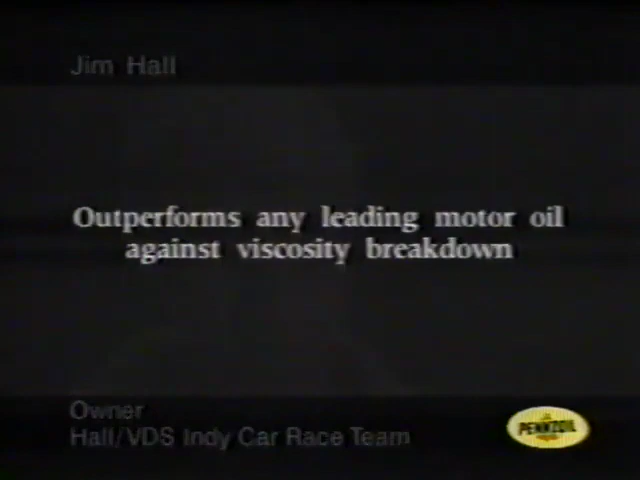 Jim Hall
Outperforms any leading motor oil
against viscosity breakdown
Owner
Hall/VDS Indy Car Race Team
PENNZOIL